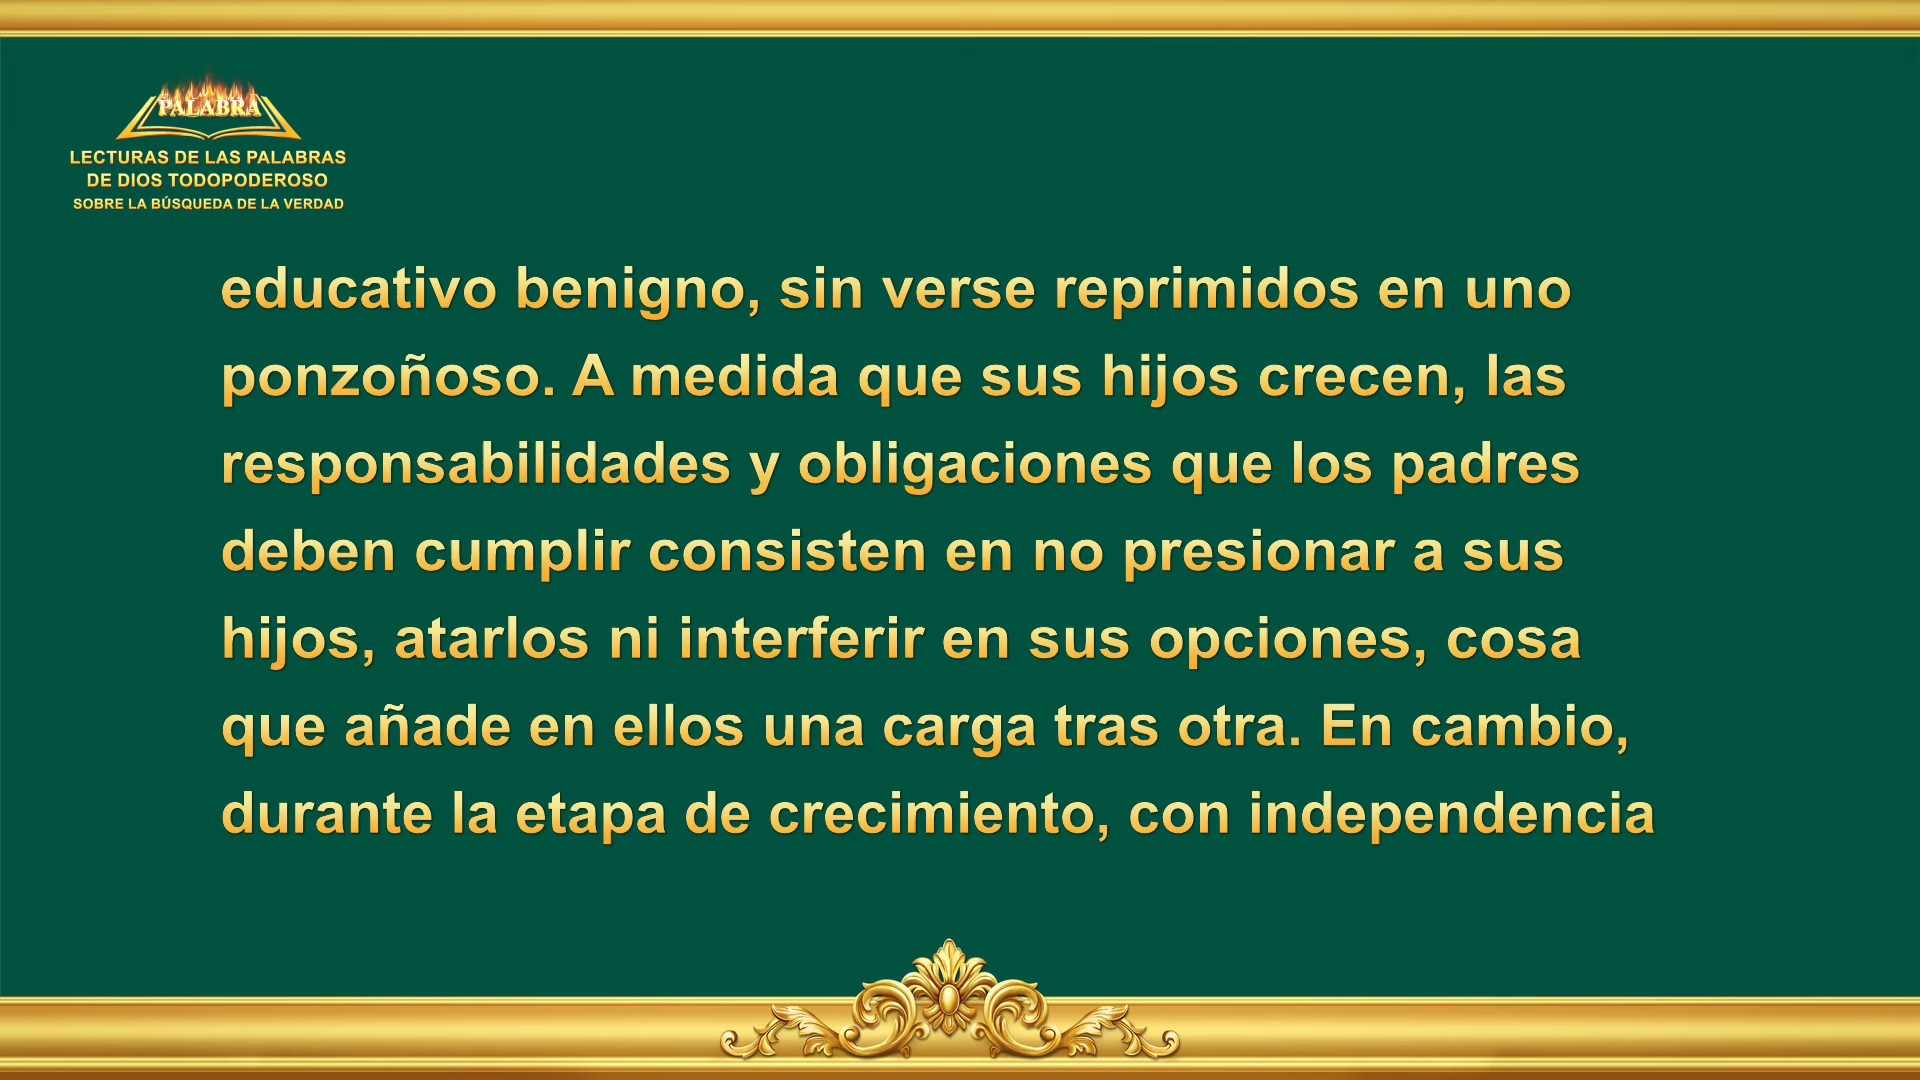 PALABRA
LECTURAS DE LAS PALABRAS
DE DIOS TODOPODEROSO
SOBRE LA BÚSQUEDA DE LA VERDAD
educativo benigno, sin verse reprimidos en uno
ponzoñoso. A medida que sus hijos crecen, las
responsabilidades y obligaciones que los padres
deben cumplir consisten en no presionar a sus
hijos, atarlos ni interferir en sus opciones, cosa
que añade en ellos una carga tras otra. En cambio,
durante la etapa de crecimiento, con independencia